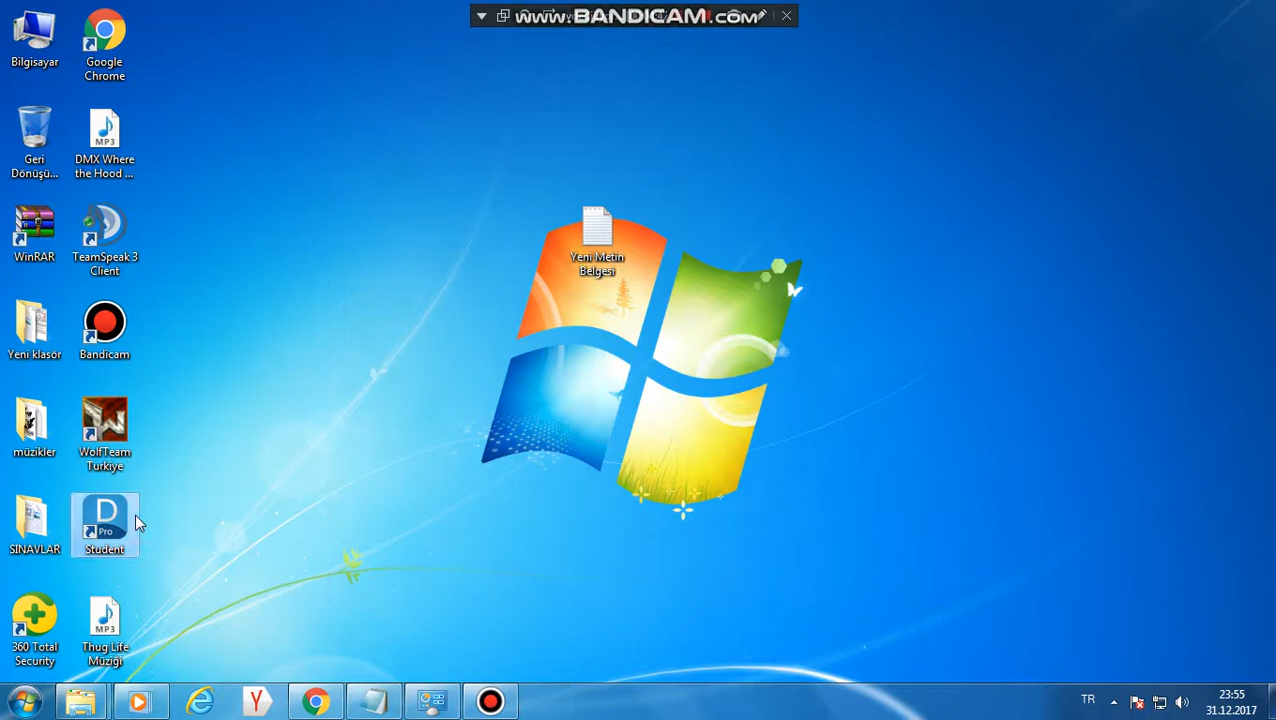 www.BANDICAM.com
Bilgisayar
Google
Chrome
Geri
Dönüşü...
MP3
DMX Where
the Hood ...
WinRAR
TeamSpeak 3
Client
Yeni klasör
Bandicam
müzikler
WolfTeam
Turkiye
SINAVLAR
D
Pro
Student
360 Total
Security
MP3
Thug Life
Müziği
Yeni Metin
Belgesi
Y
TR
23:55
31.12.2017